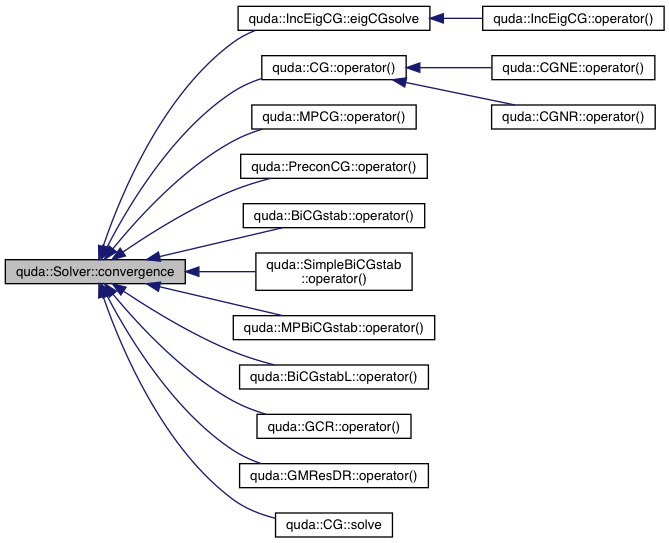 quda::IncEigCG::eigCGsolve
quda::IncEigCG::operator()
quda::CG::operator()
quda::CGNE::operator()
quda::MPCG::operator()
quda::CGNR::operator()
quda::PreconCG::operator()
quda::BiCGstab::operator()
quda::Solver::convergence
quda::SimpleBiCGstab
::operator()
quda::MPBiCGstab::operator()
quda::BiCGstabL::operator()
quda::GCR::operator()
quda::GMResDR::operator()
quda::CG::solve